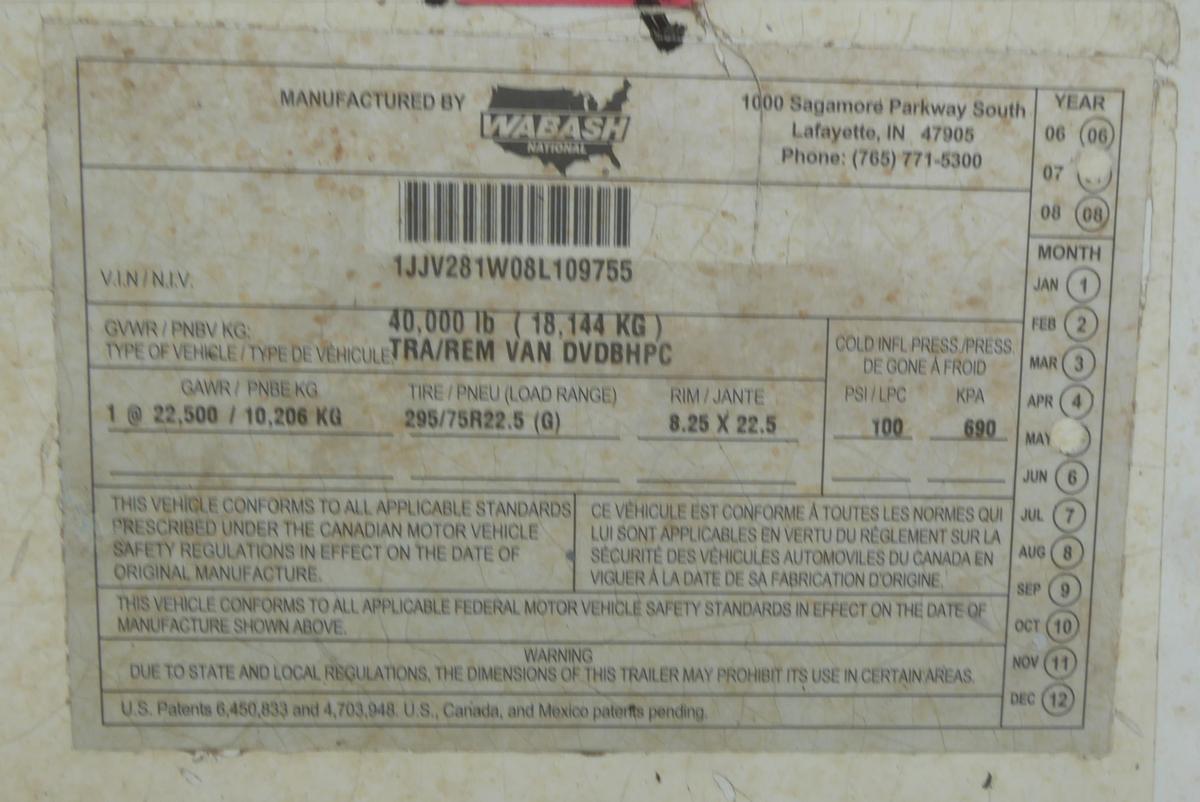 MANUFACTURED BY
WABASH
NATIONAL
1000 Sagamore Parkway South
Lafayette, IN 47905
Phone: (765) 771-5300
YEAR
06 06
07
08 08
1JJV281W08L109755
V.I.N / N.I.V.
GVWR / PNBV KG: 40,000 lb ( 18,144 KG )
TYPE OF VEHICLE / TYPE DE VÉHICULE TRA/REM VAN DVDBHPC
COLD INFL PRESS./PRESS.
DE GONE À FROID
GAWR / PNBE KG TIRE / PNEU (LOAD RANGE) RIM / JANTE PSI / LPC KPA
1 @ 22,500 / 10,206 KG 295/75R22.5 (G) 8.25 X 22.5 100 690
THIS VEHICLE CONFORMS TO ALL APPLICABLE STANDARDS
PRESCRIBED UNDER THE CANADIAN MOTOR VEHICLE
SAFETY REGULATIONS IN EFFECT ON THE DATE OF
ORIGINAL MANUFACTURE.
CE VÉHICULE EST CONFORME À TOUTES LES NORMES QUI
LUI SONT APPLICABLES EN VERTU DU RÉGLEMENT SUR LA
SÉCURITÉ DES VÉHICULES AUTOMOVILES DU CANADA EN
VIGUER À LA DATE DE SA FABRICATION D'ORIGINE.
THIS VEHICLE CONFORMS TO ALL APPLICABLE FEDERAL MOTOR VEHICLE SAFETY STANDARDS IN EFFECT ON THE DATE OF
MANUFACTURE SHOWN ABOVE.
WARNING
DUE TO STATE AND LOCAL REGULATIONS, THE DIMENSIONS OF THIS TRAILER MAY PROHIBIT ITS USE IN CERTAIN AREAS.
U.S. Patents 6,450,833 and 4,703,948. U.S., Canada, and Mexico patents pending.
MONTH
JAN 1
FEB 2
MAR 3
APR 4
MAY
JUN 6
JUL 7
AUG 8
SEP 9
OCT 10
NOV 11
DEC 12